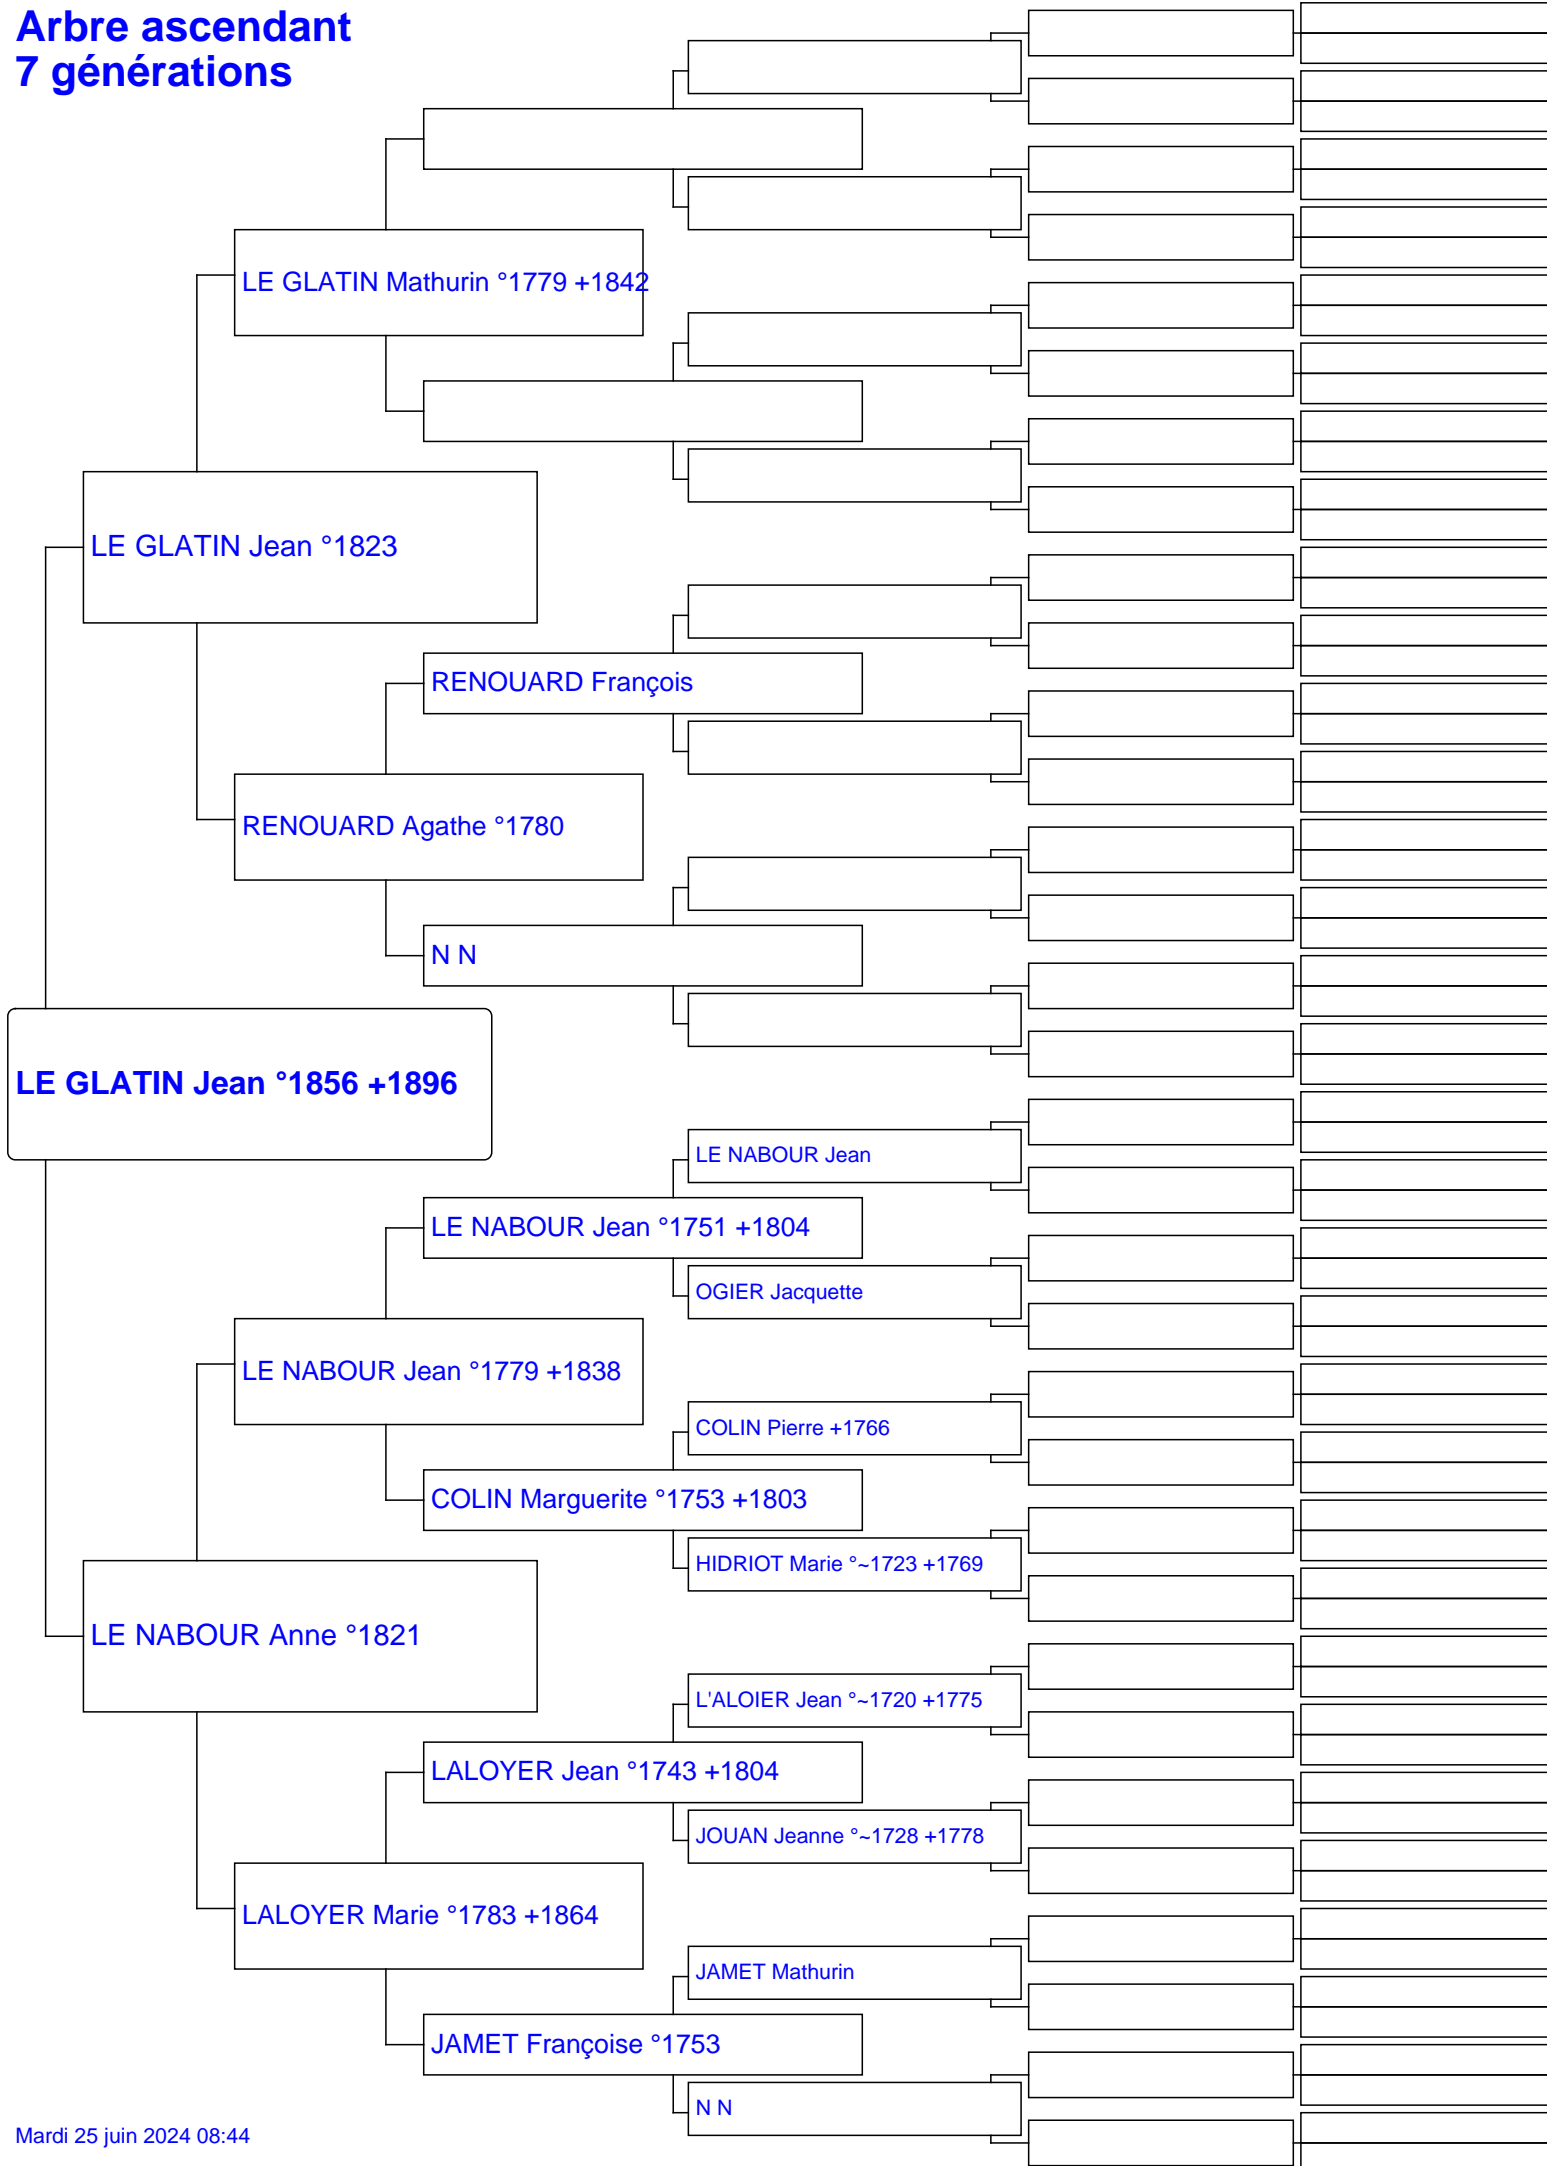 Arbre ascendant
7 générations
LE GLATIN Mathurin °1779 +1842
LE GLATIN Jean °1823
RENOUARD François
RENOUARD Agathe °1780
N N
LE GLATIN Jean °1856 +1896
LE NABOUR Jean
LE NABOUR Jean °1751 +1804
OGIER Jacquette
LE NABOUR Jean °1779 +1838
COLIN Pierre +1766
COLIN Marguerite °1753 +1803
HIDRIOT Marie °~1723 +1769
LE NABOUR Anne °1821
L'ALOIER Jean °~1720 +1775
LALOYER Jean °1743 +1804
JOUAN Jeanne °~1728 +1778
LALOYER Marie °1783 +1864
JAMET Mathurin
JAMET Françoise °1753
N N
Mardi 25 juin 2024 08:44